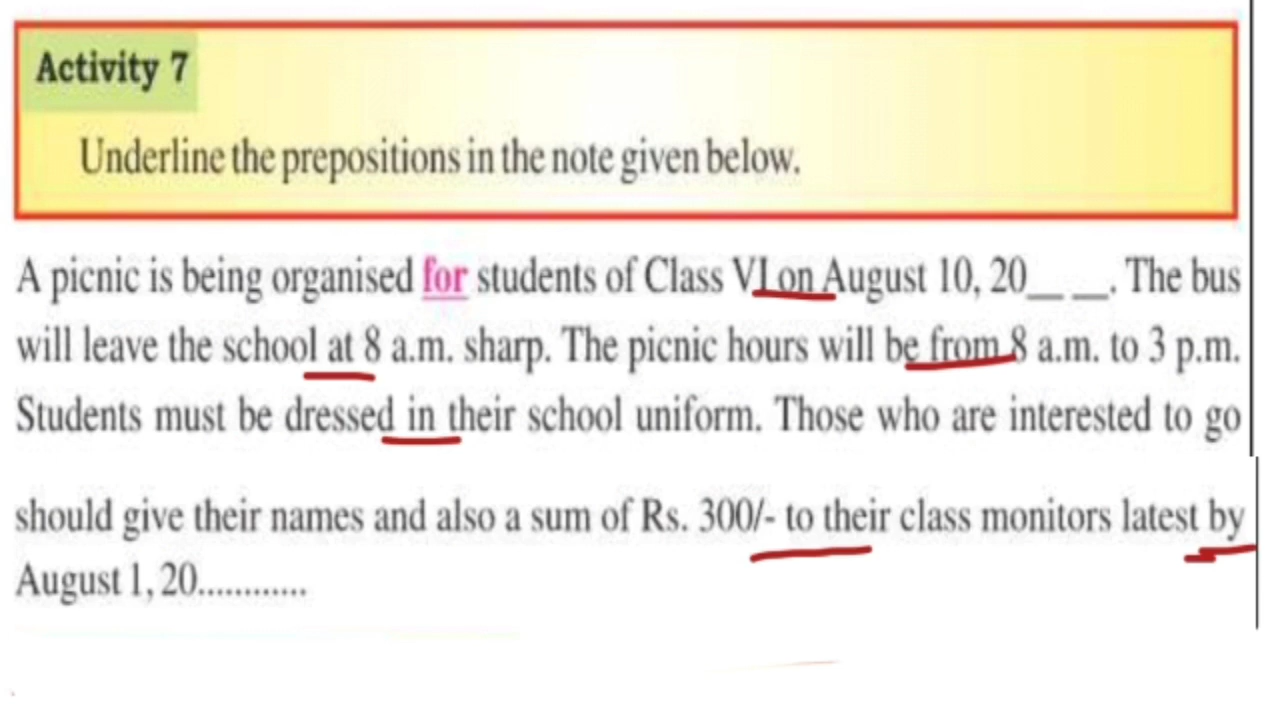 Activity 7
Underline the prepositions in the note given below.
A picnic is being organised for students of Class VI on August 10, 20__ __. The bus
will leave the school at 8 a.m. sharp. The picnic hours will be from 8 a.m. to 3 p.m.
Students must be dressed in their school uniform. Those who are interested to go
should give their names and also a sum of Rs. 300/- to their class monitors latest by
August 1, 20............